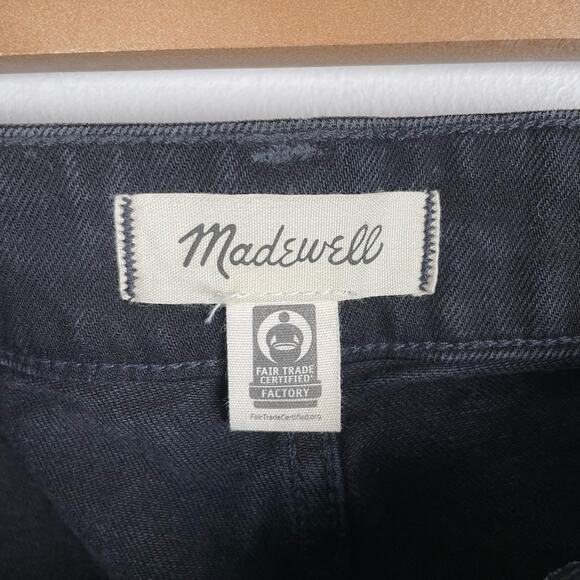 Madewell
FAIR TRADE
CERTIFIED
FACTORY
FairTradeCertified.org